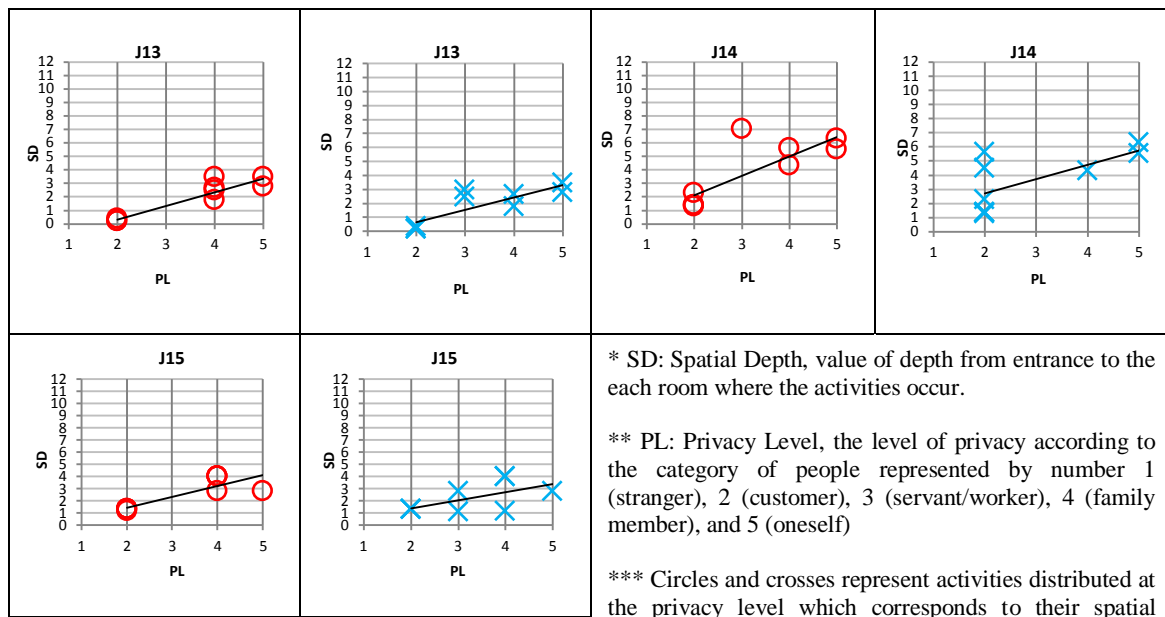 J13
12
11
10
9
8
7
6
5
4
3
2
1
0
SD
1 2 3 4 5
PL
J13
12
11
10
9
8
7
6
5
4
3
2
1
0
SD
1 2 3 4 5
PL
J14
12
11
10
9
8
7
6
5
4
3
2
1
0
SD
1 2 3 4 5
PL
J14
12
11
10
9
8
7
6
5
4
3
2
1
0
SD
1 2 3 4 5
PL
J15
12
11
10
9
8
7
6
5
4
3
2
1
0
SD
1 2 3 4 5
PL
J15
12
11
10
9
8
7
6
5
4
3
2
1
0
SD
1 2 3 4 5
PL
* SD: Spatial Depth, value of depth from entrance to the
each room where the activities occur.
** PL: Privacy Level, the level of privacy according to
the category of people represented by number 1
(stranger), 2 (customer), 3 (servant/worker), 4 (family
member), and 5 (oneself)
*** Circles and crosses represent activities distributed at
the privacy level which corresponds to their spatial